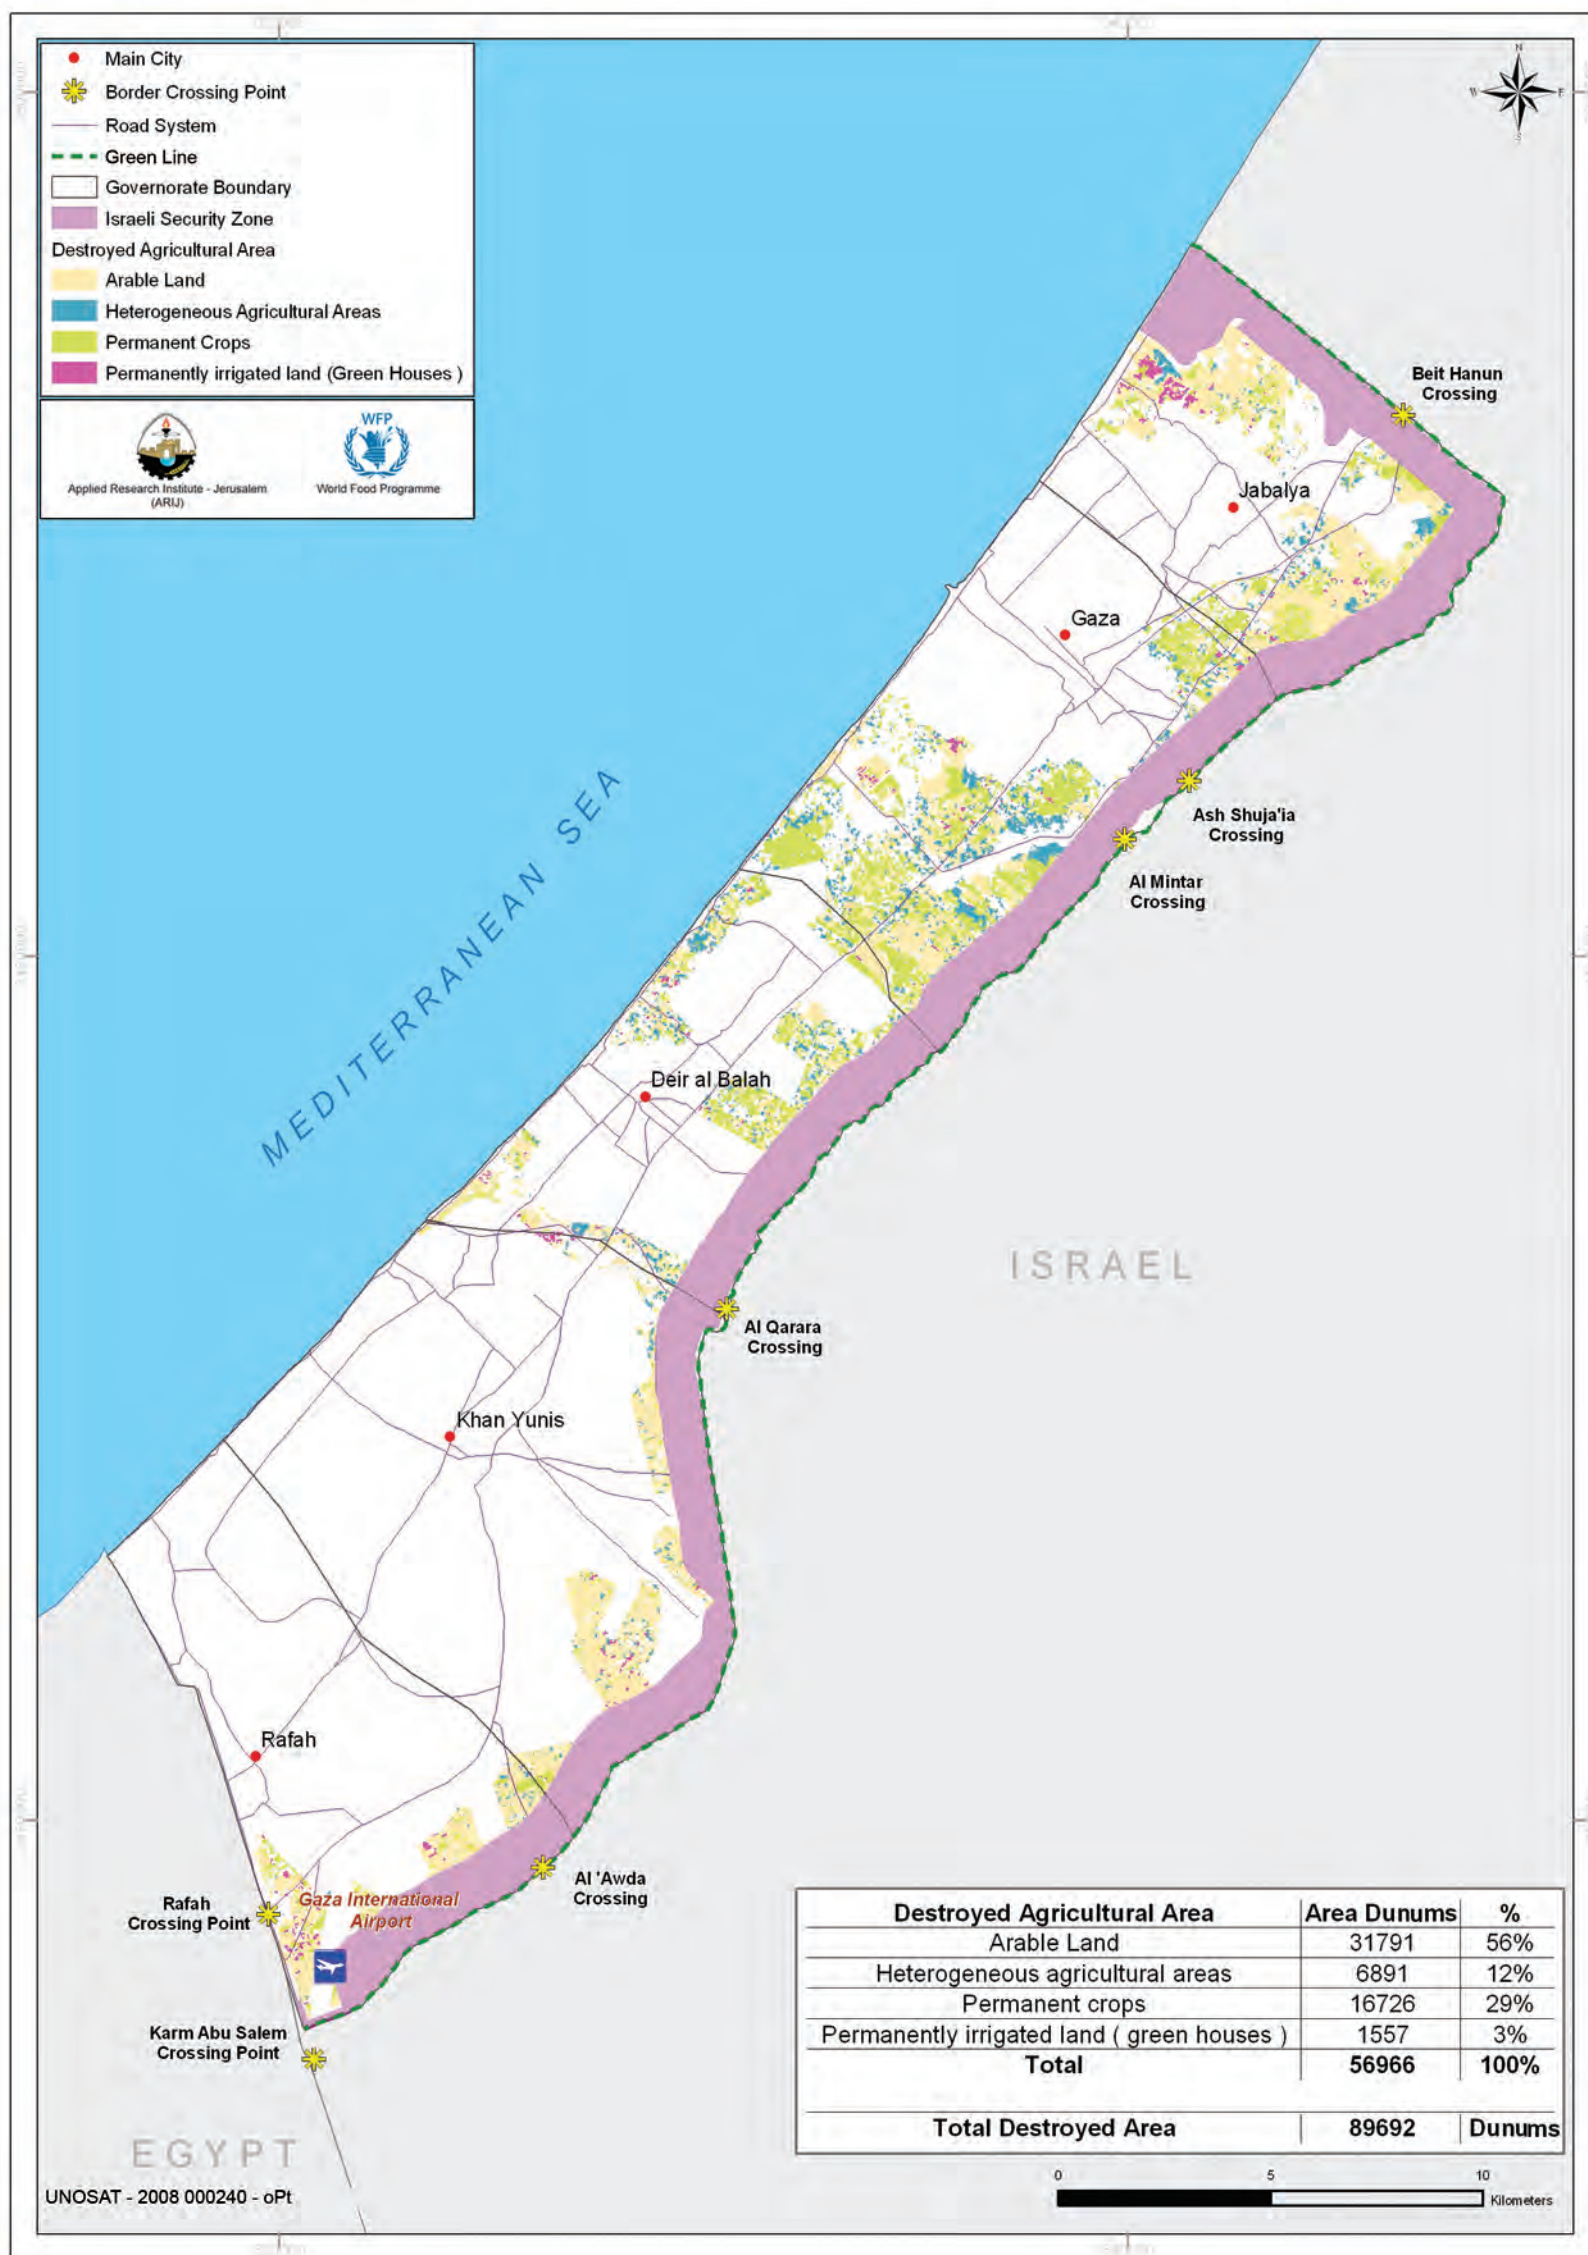 Main City
Border Crossing Point
Road System
Green Line
Governorate Boundary
Israeli Security Zone
Destroyed Agricultural Area
Arable Land
Heterogeneous Agricultural Areas
Permanent Crops
Permanently irrigated land (Green Houses )
Applied Research Institute - Jerusalem
(ARIJ)
WFP
World Food Programme
N
W
E
S
Beit Hanun
Crossing
Jabalya
Gaza
MEDITERRANEAN SEA
Ash Shuja'ia
Crossing
Al Mintar
Crossing
Deir al Balah
ISRAEL
Al Qarara
Crossing
Khan Yunis
Rafah
Al 'Awda
Crossing
Rafah
Crossing Point
Gaza International
Airport
Karm Abu Salem
Crossing Point
EGYPT
UNOSAT - 2008 000240 - oPt
Destroyed Agricultural Area Area Dunums %
Arable Land 31791 56%
Heterogeneous agricultural areas 6891 12%
Permanent crops 16726 29%
Permanently irrigated land ( green houses ) 1557 3%
Total 56966 100%
Total Destroyed Area 89692 Dunums
0 5 10
Kilometers